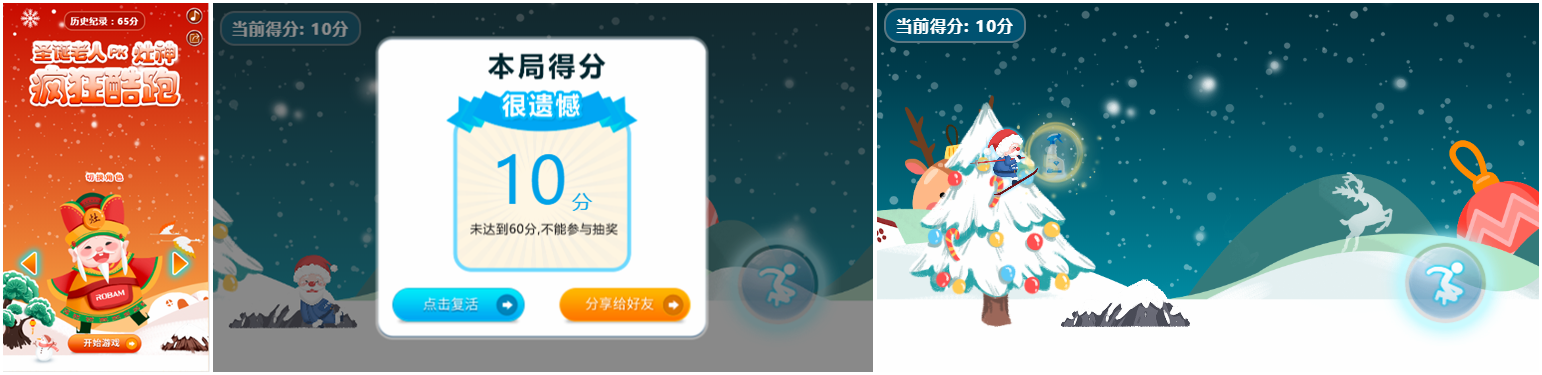 历史纪录：65分
圣诞老人PK灶神
疯狂酷跑
切换角色
灶
ROBAM
开始游戏
当前得分: 10分
本局得分
很遗憾
10分
未达到60分,不能参与抽奖
点击复活
分享给好友
当前得分: 10分